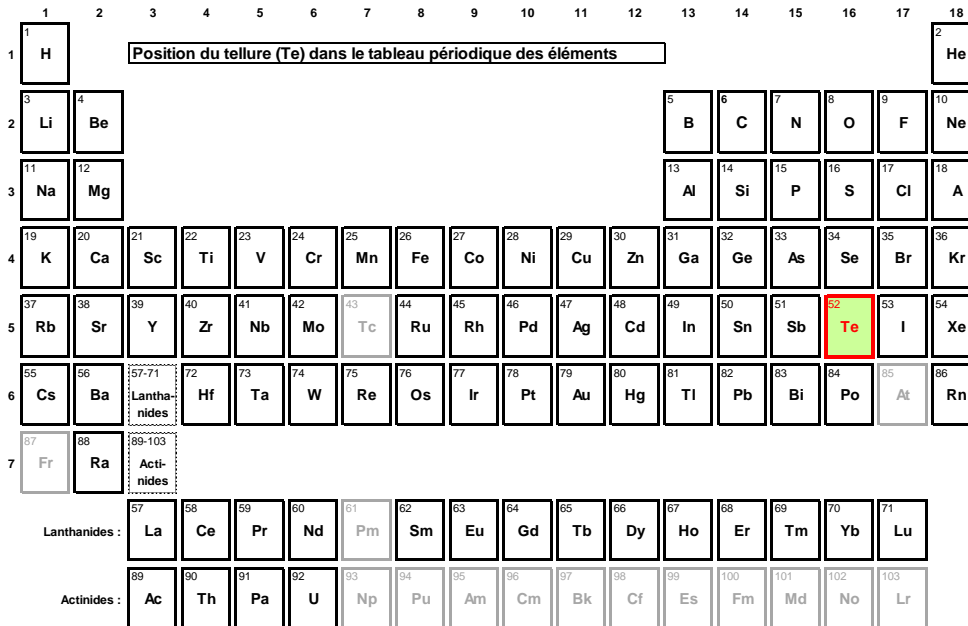 1 2 3 4 5 6 7 8 9 10 11 12 13 14 15 16 17 18
1 2
1 H Position du tellure (Te) dans le tableau périodique des éléments He
3 4 5 6 7 8 9 10
2 Li Be B C N O F Ne
11 12 13 14 15 16 17 18
3 Na Mg Al Si P S Cl A
19 20 21 22 23 24 25 26 27 28 29 30 31 32 33 34 35 36
4 K Ca Sc Ti V Cr Mn Fe Co Ni Cu Zn Ga Ge As Se Br Kr
37 38 39 40 41 42 43 44 45 46 47 48 49 50 51 52 53 54
5 Rb Sr Y Zr Nb Mo Tc Ru Rh Pd Ag Cd In Sn Sb Te I Xe
55 56 57-71 72 73 74 75 76 77 78 79 80 81 82 83 84 85 86
6 Cs Ba Lantha- Hf Ta W Re Os Ir Pt Au Hg Tl Pb Bi Po At Rn
nides
87 88 89-103
7 Fr Ra Acti-
nides
57 58 59 60 61 62 63 64 65 66 67 68 69 70 71
Lanthanides : La Ce Pr Nd Pm Sm Eu Gd Tb Dy Ho Er Tm Yb Lu
89 90 91 92 93 94 95 96 97 98 99 100 101 102 103
Actinides : Ac Th Pa U Np Pu Am Cm Bk Cf Es Fm Md No Lr